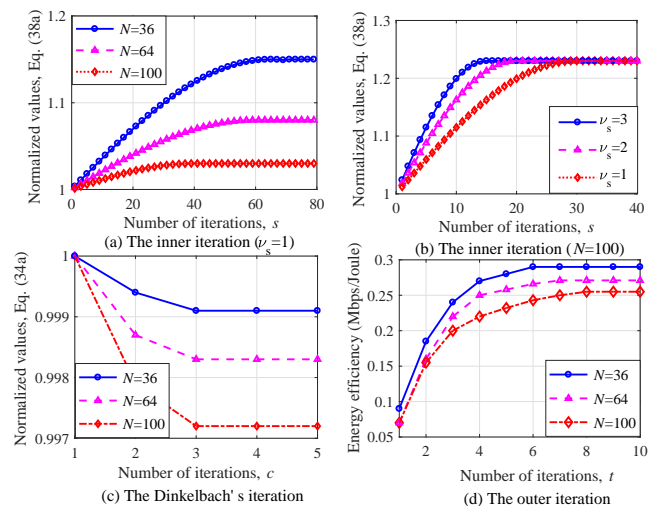 Normalized values, Eq. (38a)
1.2
1.1
1
N=36
N=64
N=100
0 20 40 60 80
Number of iterations, s
(a) The inner iteration (ν_s=1)
Normalized values, Eq. (38a)
1.3
1.2
1.1
1
ν_s=3
ν_s=2
ν_s=1
0 10 20 30 40
Number of iterations, s
(b) The inner iteration (N=100)
Normalized values, Eq. (34a)
1
0.999
0.998
0.997
N=36
N=64
N=100
1 2 3 4 5
Number of iterations, c
(c) The Dinkelbach' s iteration
Energy efficiency (Mbps/Joule)
0.3
0.25
0.2
0.15
0.1
0.05
N=36
N=64
N=100
2 4 6 8 10
Number of iterations, t
(d) The outer iteration